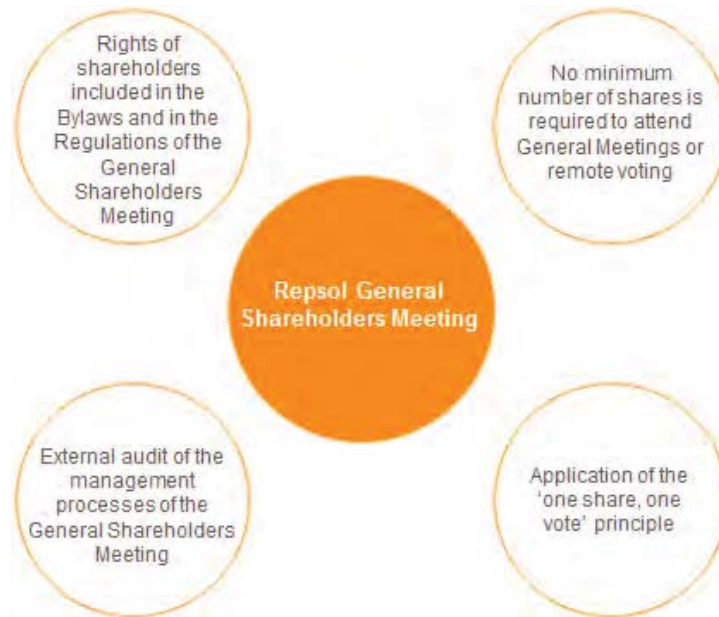 Rights of
shareholders
included in the
Bylaws and in the
Regulations of the
General
Shareholders
Meeting
No minimum
number of shares is
required to attend
General Meetings or
remote voting
Repsol General
Shareholders Meeting
External audit of the
management
processes of the
General Shareholders
Meeting
Application of the
‘one share, one
vote’ principle